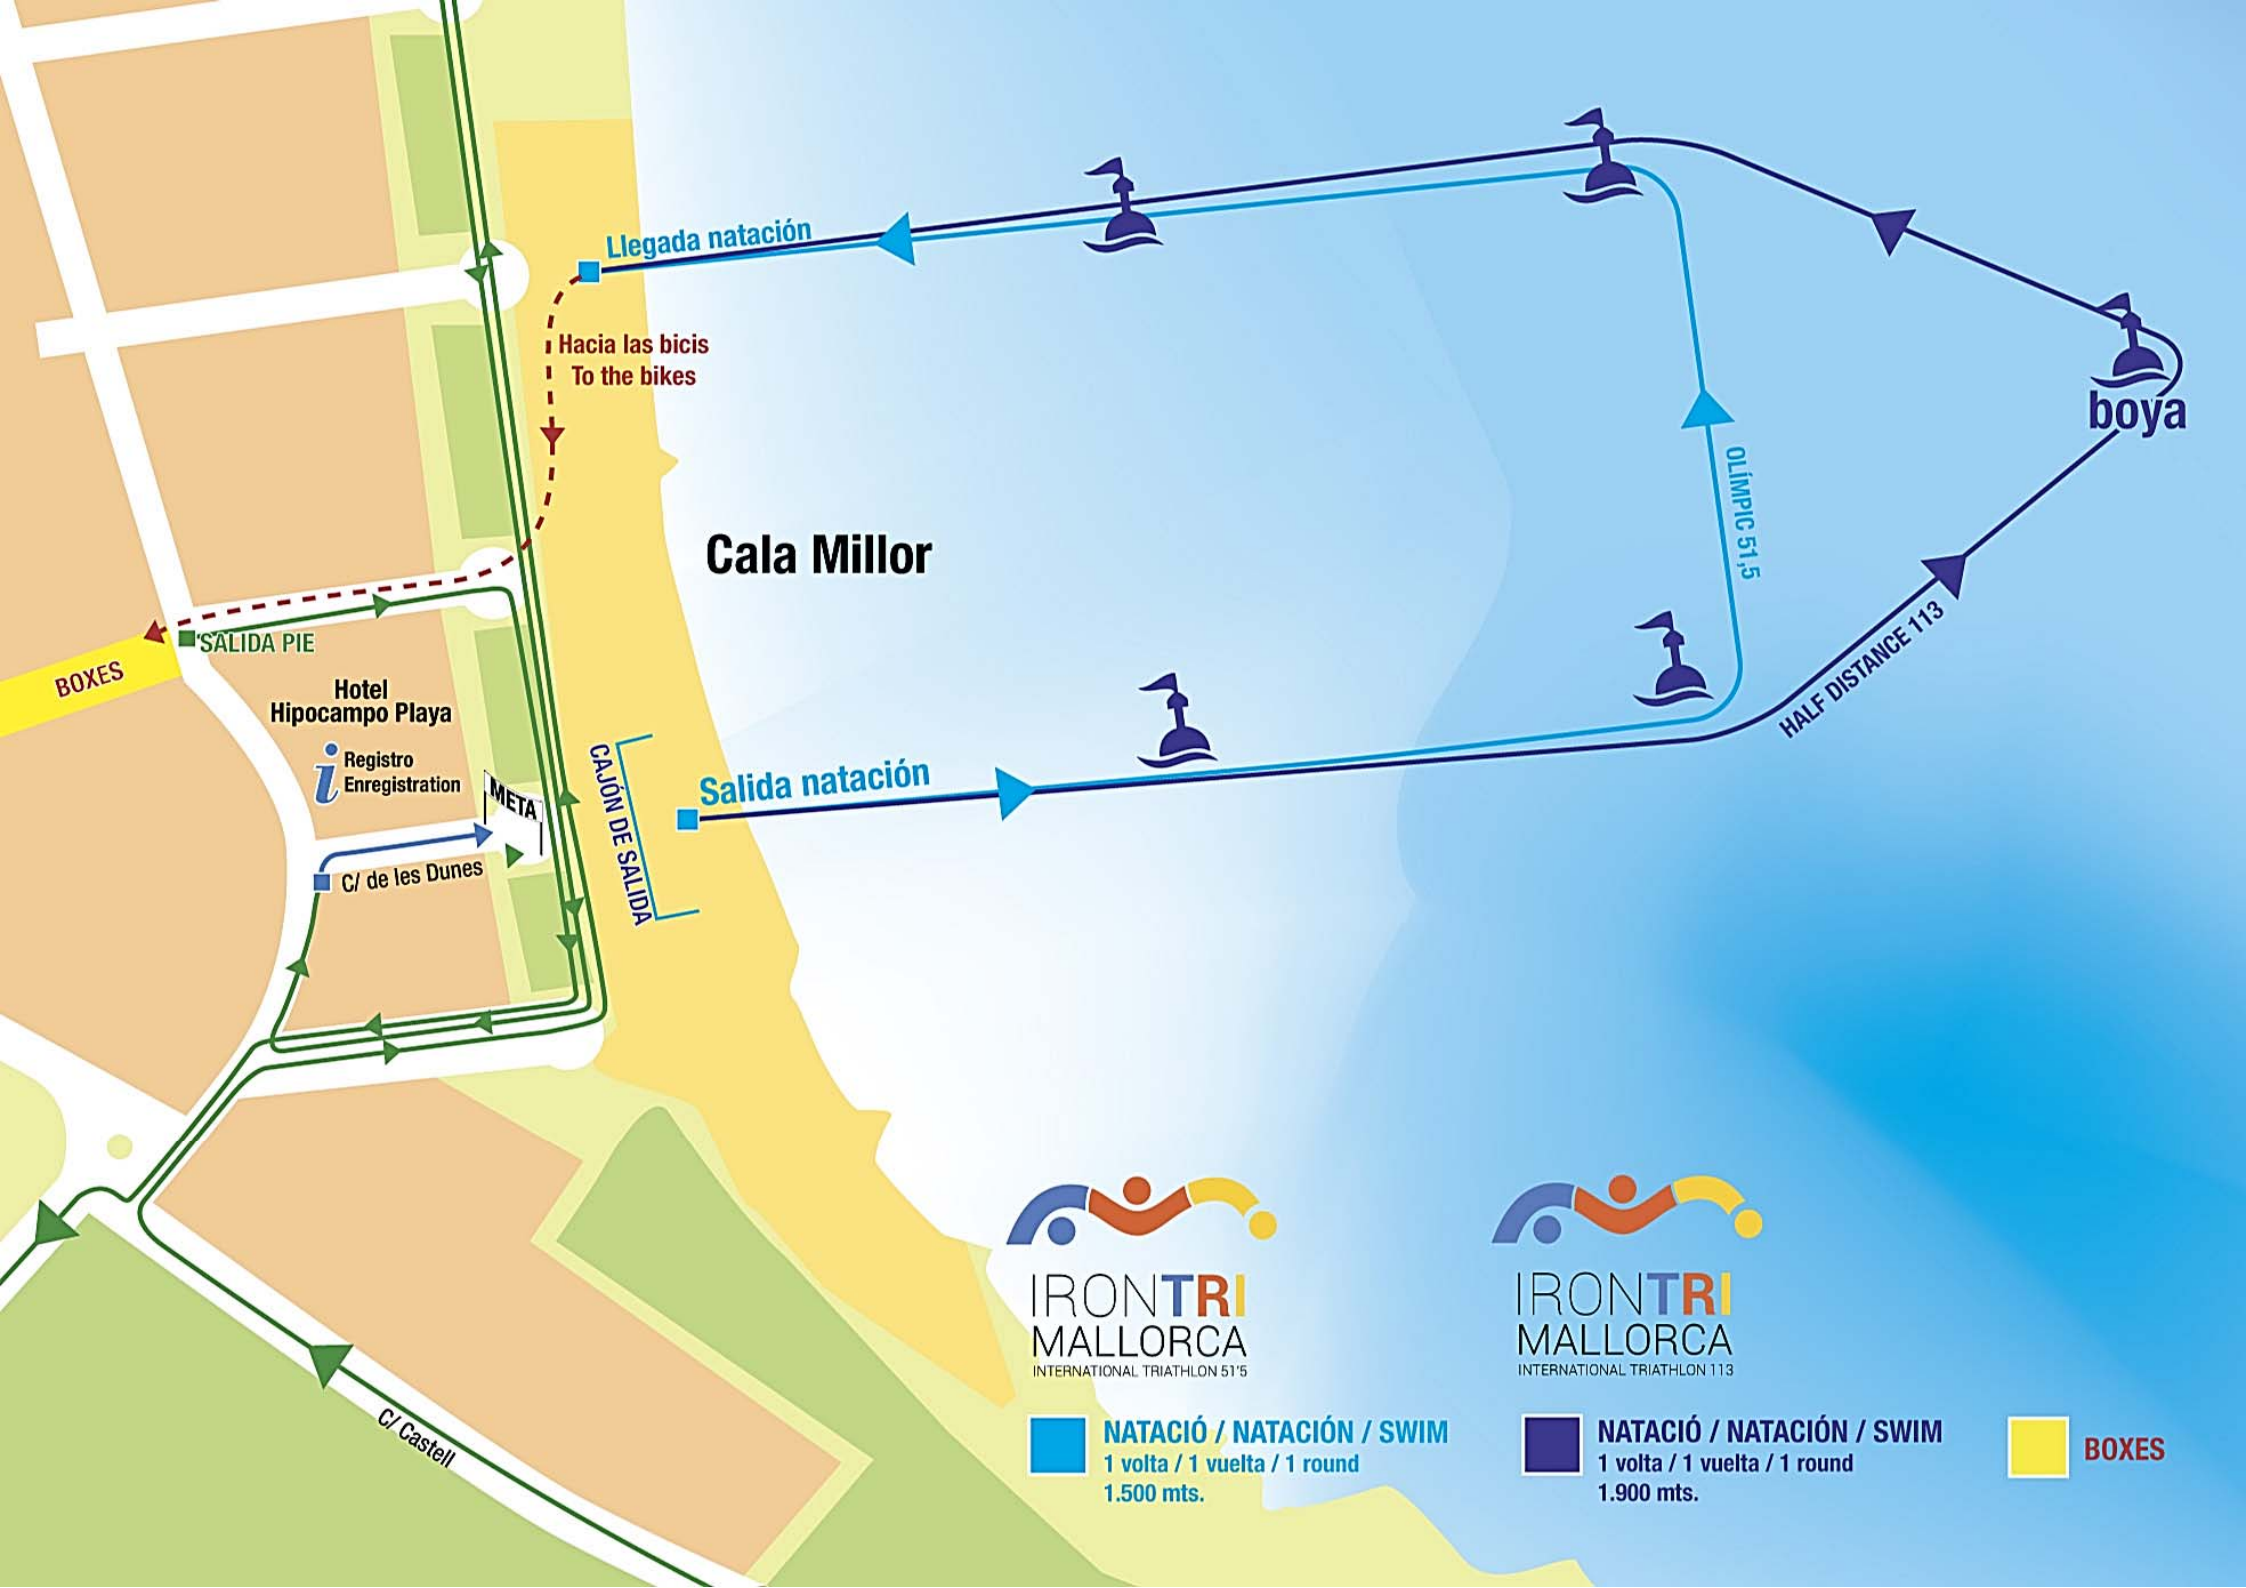 Llegada natación
Hacia las bicis
To the bikes
boya
OLÍMPIC 51,5
Cala Millor
HALF DISTANCE 113
SALIDA PIE
BOXES
Hotel
Hipocampo Playa
i Registro
Enregistration
META
C/ de les Dunes
CAJÓN DE SALIDA
Salida natación
C/ Castell
IRONTRI
MALLORCA
INTERNATIONAL TRIATHLON 51'5
NATACIÓ / NATACIÓN / SWIM
1 volta / 1 vuelta / 1 round
1.500 mts.
IRONTRI
MALLORCA
INTERNATIONAL TRIATHLON 113
NATACIÓ / NATACIÓN / SWIM
1 volta / 1 vuelta / 1 round
1.900 mts.
BOXES